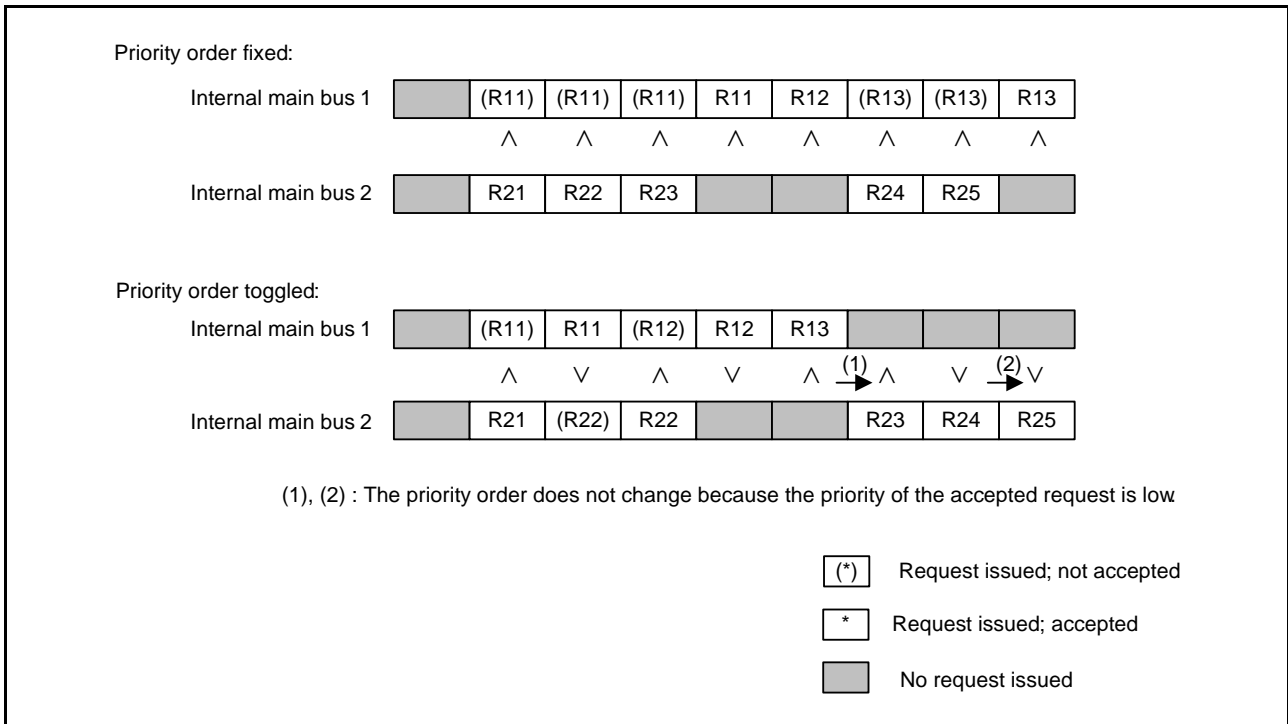 Priority order fixed:
Internal main bus 1 (R11) (R11) (R11) R11 R12 (R13) (R13) R13
∧ ∧ ∧ ∧ ∧ ∧ ∧ ∧
Internal main bus 2 R21 R22 R23 R24 R25
Priority order toggled:
Internal main bus 1 (R11) R11 (R12) R12 R13
∧ ∨ ∧ ∨ ∧ (1) ∧ ∨ (2) ∨
Internal main bus 2 R21 (R22) R22 R23 R24 R25
(1), (2) : The priority order does not change because the priority of the accepted request is low.
(*) Request issued; not accepted
* Request issued; accepted
No request issued